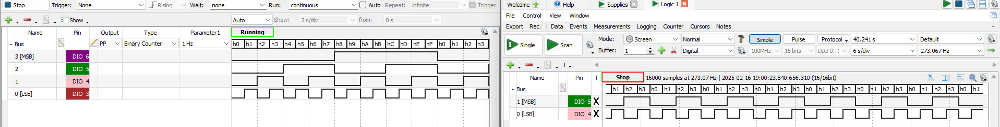 Stop Trigger: None Rising Wait: none Run: continuous Auto Repeat: infinite Trigger
Show Auto Show: 2 s/div from: 0 s
Name Pin Output Type Parameter1 Running
- Bus PP Binary Counter 1 Hz h0 h1 h2 h3 h4 h5 h6 h7 h8 h9 hA hB hC hD hE hF h0 h1 h2 h3
3 [MSB] DIO 6
2 DIO 5
1 DIO 4
0 [LSB] DIO 3
Welcome Help Supplies Logic 1
File Control View Window
Export Rec. Data Events Measurements Logging Counter Cursors Notes -
1 Single Scan Mode: Screen Normal Simple Pulse Protocol 40.241 s Default
Buffer: 1 Digital 100MHz 16 bits DIO 0..: 6 s/div 273.067 Hz
T
Name Pin T Stop 16000 samples at 273.07 Hz | 2025-02-16 19:00:23.840.656.310 (16/16bit)
- Bus h1 h2 h3 h0 h1 h2 h3 h0 h1 h2 h3 h0 h1 h2 h3 h0 h1 h2 h3 h0 h1 h2 h3 h0 h1 h2 h3 h0 h1
1 [MSB] DIO 5 X
0 [LSB] DIO 4 X